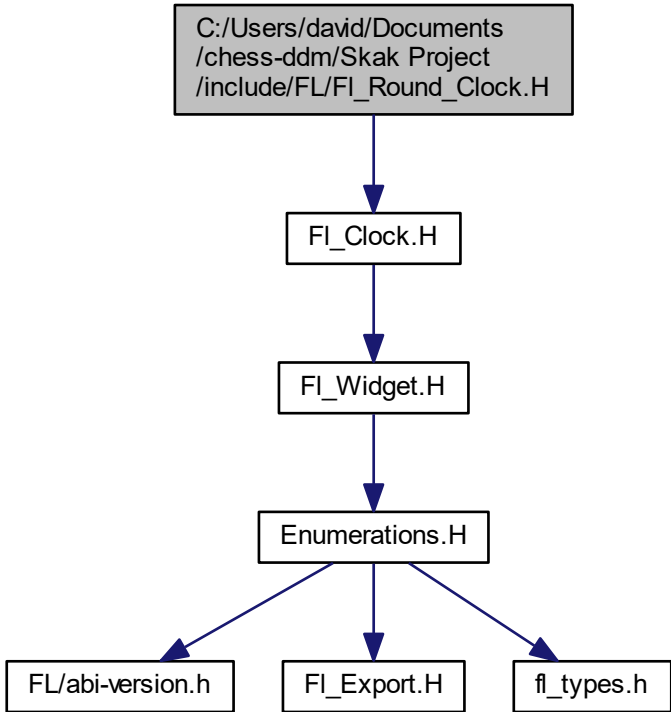 C:/Users/david/Documents
/chess-ddm/Skak Project
/include/FL/Fl_Round_Clock.H
Fl_Clock.H
Fl_Widget.H
Enumerations.H
FL/abi-version.h
Fl_Export.H
fl_types.h